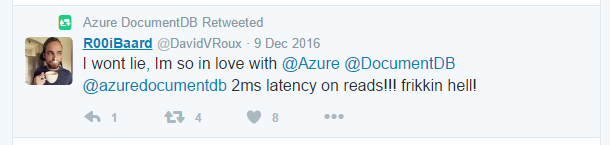 Azure DocumentDB Retweeted
R00iBaard @DavidVRoux · 9 Dec 2016
I wont lie, Im so in love with @Azure @DocumentDB
@azuredocumentdb 2ms latency on reads!!! frikkin hell!
1 4 8